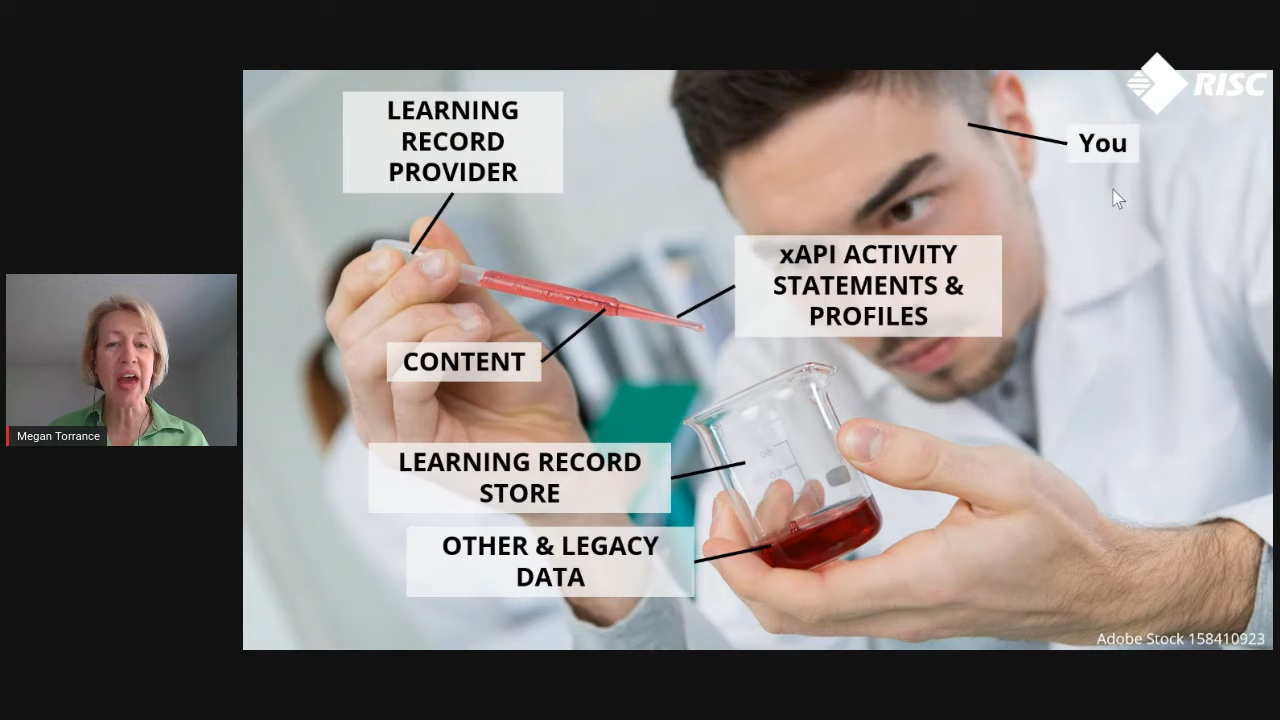 RISC
LEARNING
RECORD
PROVIDER
You
xAPI ACTIVITY
STATEMENTS &
PROFILES
CONTENT
LEARNING RECORD
STORE
OTHER & LEGACY
DATA
Megan Torrance
Adobe Stock 158410923